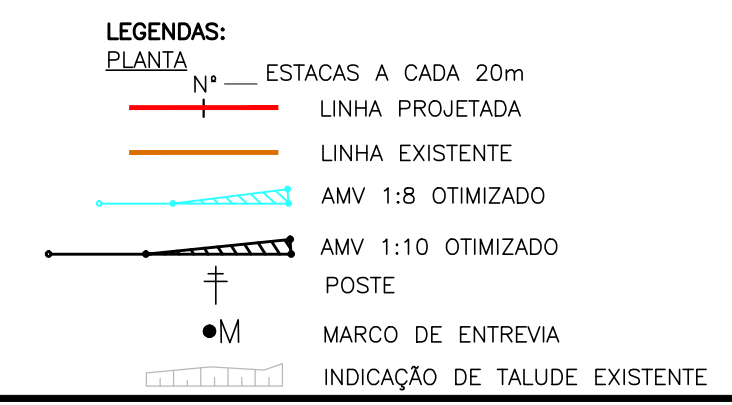 LEGENDAS:
PLANTA
Nº ESTACAS A CADA 20m
LINHA PROJETADA
LINHA EXISTENTE
AMV 1:8 OTIMIZADO
AMV 1:10 OTIMIZADO
POSTE
M MARCO DE ENTREVIA
INDICAÇÃO DE TALUDE EXISTENTE